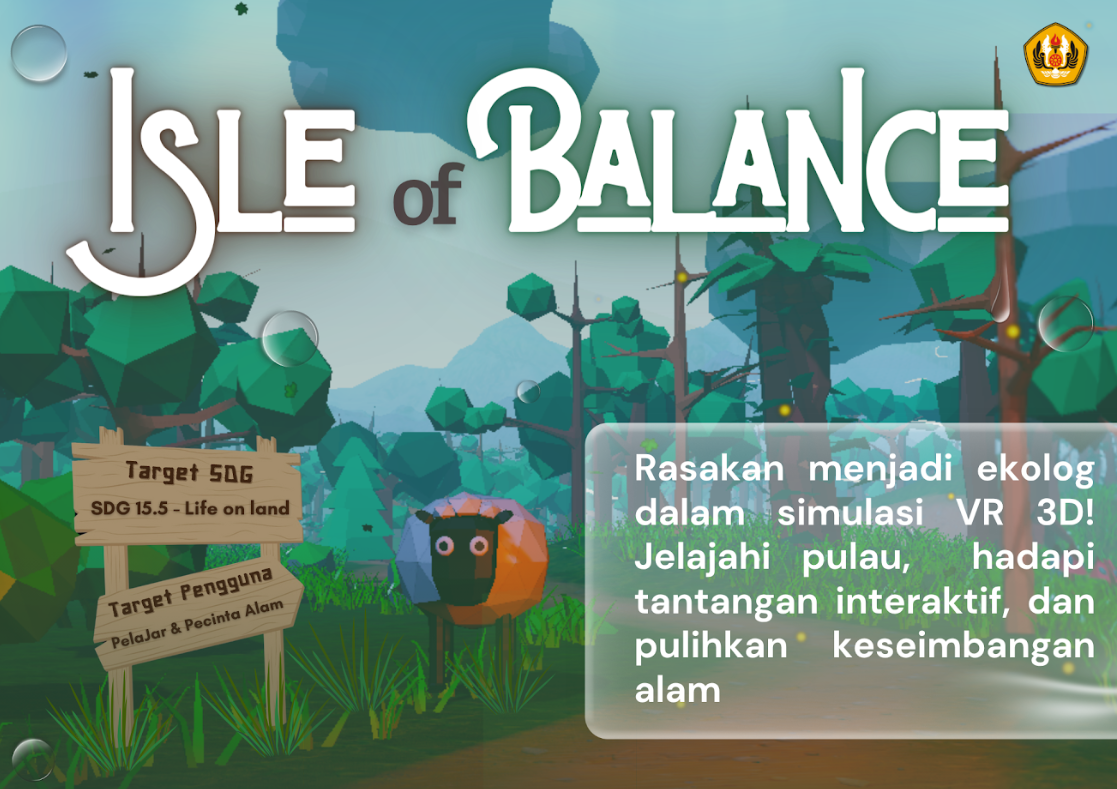 ISLE of BALANCE
Target SDG
SDG 15.5 - Life on land
Target Pengguna
PelaJar & Pecinta Alam
Rasakan menjadi ekolog
dalam simulasi VR 3D!
Jelajahi pulau, hadapi
tantangan interaktif, dan
pulihkan keseimbangan
alam